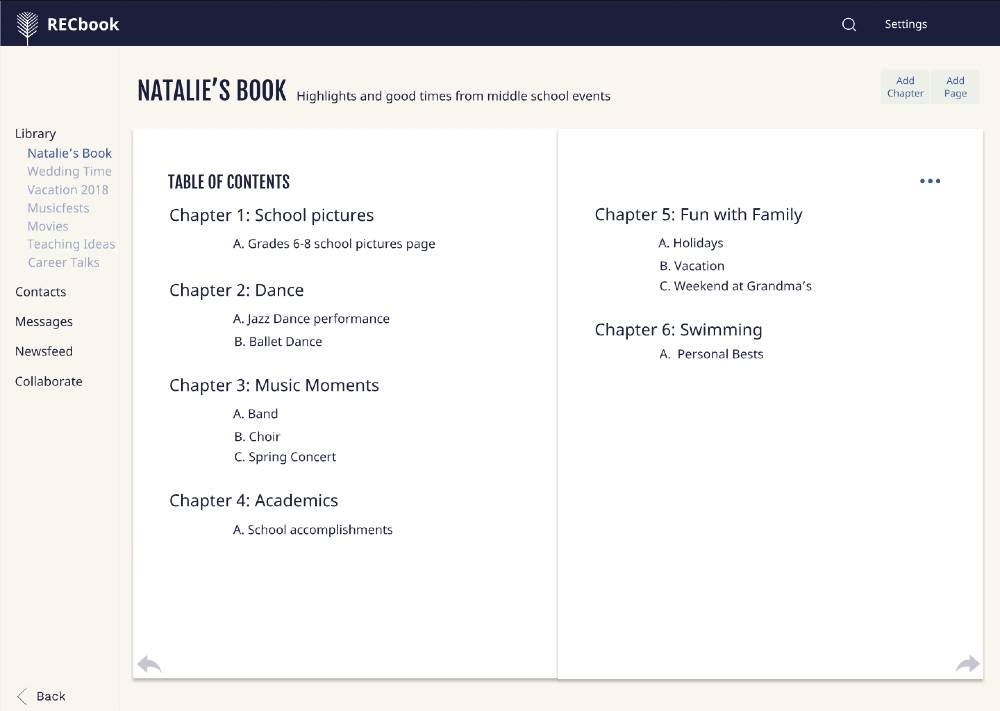 RECbook
Settings
NATALIE'S BOOK Highlights and good times from middle school events
Add
Chapter
Add
Page
Library
Natalie's Book
Wedding Time
Vacation 2018
Musicfests
Movies
Teaching Ideas
Career Talks
Contacts
Messages
Newsfeed
Collaborate
Back
TABLE OF CONTENTS
Chapter 1: School pictures
A. Grades 6-8 school pictures page
Chapter 2: Dance
A. Jazz Dance performance
B. Ballet Dance
Chapter 3: Music Moments
A. Band
B. Choir
C. Spring Concert
Chapter 4: Academics
A. School accomplishments
Chapter 5: Fun with Family
A. Holidays
B. Vacation
C. Weekend at Grandma's
Chapter 6: Swimming
A. Personal Bests